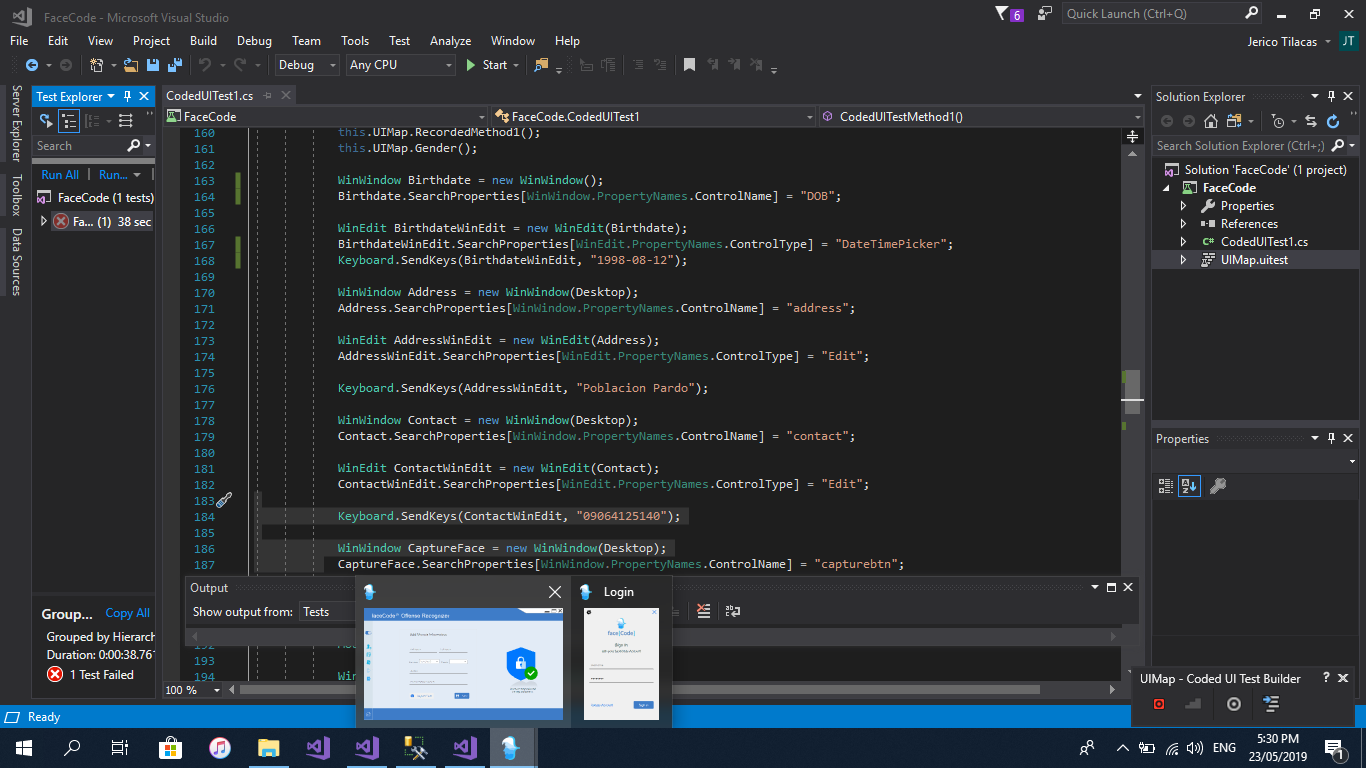 FaceCode - Microsoft Visual Studio
6
Quick Launch (Ctrl+Q)
File Edit View Project Build Debug Team Tools Test Analyze Window Help
Jerico Tilacas
JT
Debug Any CPU Start
Server Explorer
Toolbox
Data Sources
Test Explorer
Search
Run All Run...
FaceCode (1 tests)
Fa... (1) 38 sec
Group... Copy All
Grouped by Hierarch
Duration: 0:00:38.761
1 Test Failed
CodedUITest1.cs
FaceCode FaceCode.CodedUITest1 CodedUITestMethod1()
160 this.UIMap.RecordedMethod1();
161 this.UIMap.Gender();
162
163 WinWindow Birthdate = new WinWindow();
164 Birthdate.SearchProperties[WinWindow.PropertyNames.ControlName] = "DOB";
165
166 WinEdit BirthdateWinEdit = new WinEdit(Birthdate);
167 BirthdateWinEdit.SearchProperties[WinEdit.PropertyNames.ControlType] = "DateTimePicker";
168 Keyboard.SendKeys(BirthdateWinEdit, "1998-08-12");
169
170 WinWindow Address = new WinWindow(Desktop);
171 Address.SearchProperties[WinWindow.PropertyNames.ControlName] = "address";
172
173 WinEdit AddressWinEdit = new WinEdit(Address);
174 AddressWinEdit.SearchProperties[WinEdit.PropertyNames.ControlType] = "Edit";
175
176 Keyboard.SendKeys(AddressWinEdit, "Poblacion Pardo");
177
178 WinWindow Contact = new WinWindow(Desktop);
179 Contact.SearchProperties[WinWindow.PropertyNames.ControlName] = "contact";
180
181 WinEdit ContactWinEdit = new WinEdit(Contact);
182 ContactWinEdit.SearchProperties[WinEdit.PropertyNames.ControlType] = "Edit";
183
184 Keyboard.SendKeys(ContactWinEdit, "09064125140");
185
186 WinWindow CaptureFace = new WinWindow(Desktop);
187 CaptureFace.SearchProperties[WinWindow.PropertyNames.ControlName] = "capturebtn";
Output
Show output from: Tests
193
194 Win
100 %
Login
faceCode™ Offense Recognizer
face{Code}
Sign in
Sign in
Solution Explorer
Search Solution Explorer (Ctrl+;)
Solution 'FaceCode' (1 project)
FaceCode
Properties
References
CodedUITest1.cs
UIMap.uitest
Properties
UIMap - Coded UI Test Builder
Ready
ENG
5:30 PM
23/05/2019
1